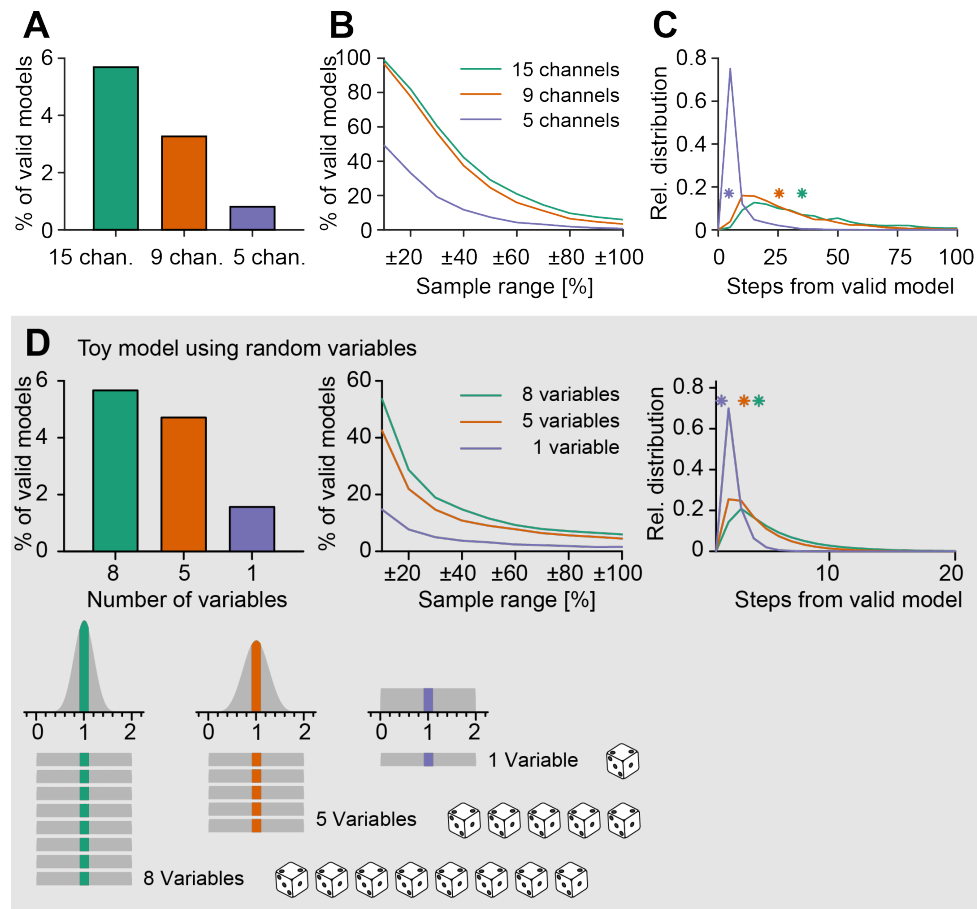 A
% of valid models
6
4
2
0
15 chan.
9 chan.
5 chan.
B
% of valid models
100
80
60
40
20
0
15 channels
9 channels
5 channels
±20
±40
±60
±80
±100
Sample range [%]
C
Rel. distribution
0.8
0.6
0.4
0.2
0
* * *
0
25
50
75
100
Steps from valid model
D
Toy model using random variables
% of valid models
6
4
2
0
8
5
1
Number of variables
% of valid models
60
40
20
0
8 variables
5 variables
1 variable
±20
±40
±60
±80
±100
Sample range [%]
Rel. distribution
0.8
0.6
0.4
0.2
0
* * *
10
20
Steps from valid model
0 1 2
0 1 2
0 1 2
1 Variable
5 Variables
8 Variables